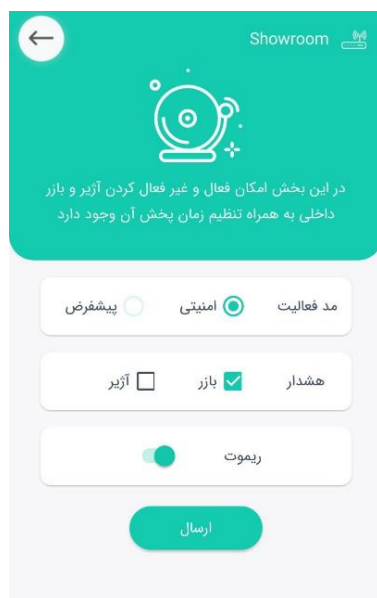 Showroom
در این بخش امکان فعال و غیر فعال کردن آژیر و بازر
داخلی به همراه تنظیم زمان پخش آن وجود دارد
مد فعالیت امنیتی پیشفرض
هشدار بازر آژیر
ریموت
ارسال